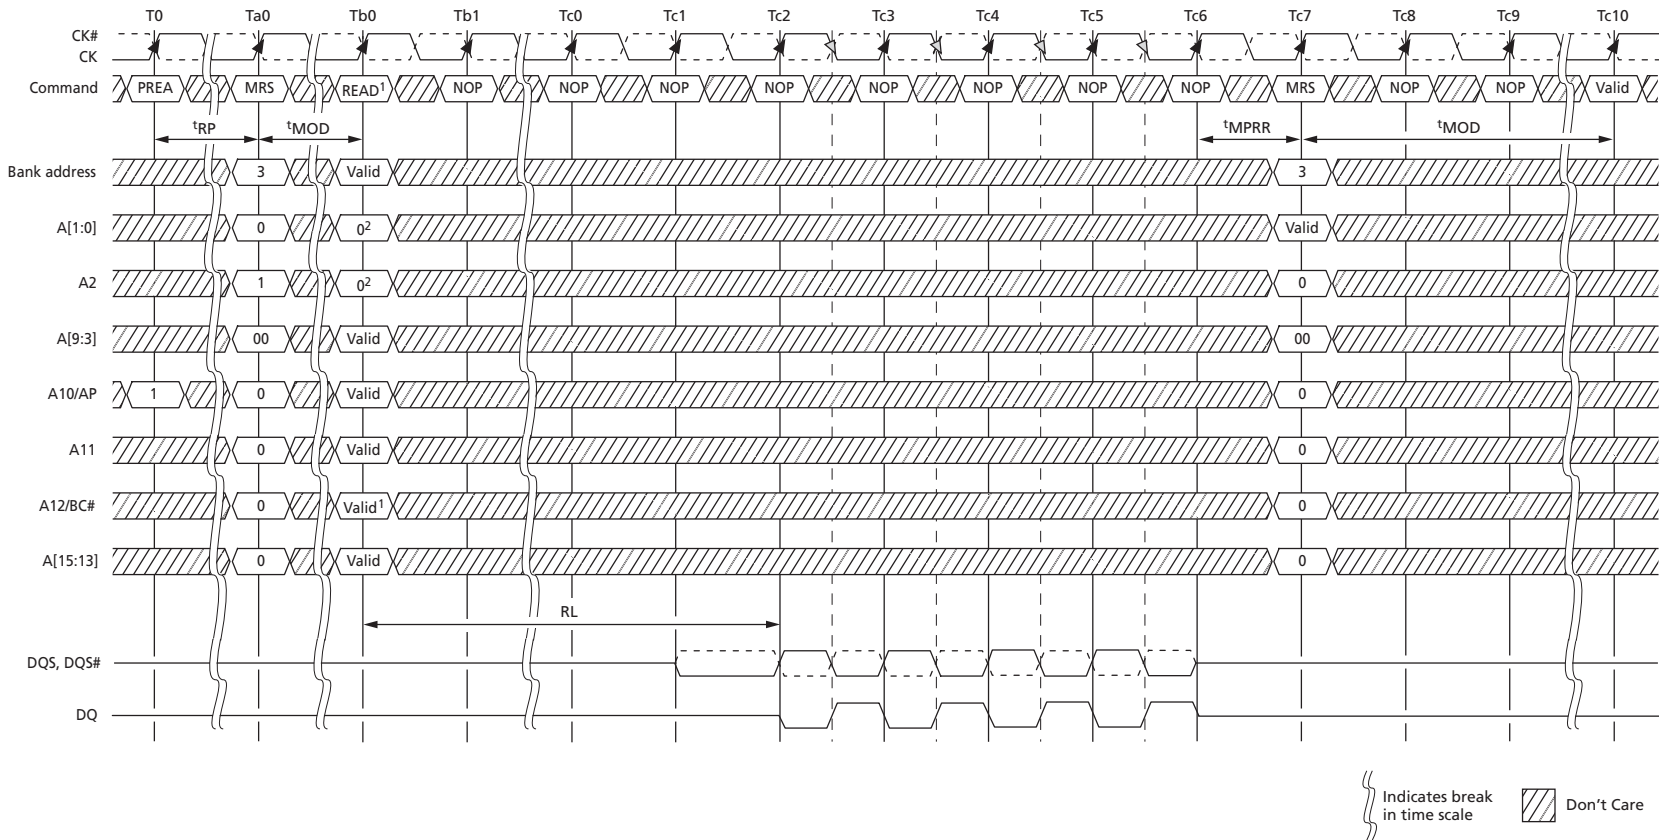 T0 Ta0 Tb0 Tb1 Tc0 Tc1 Tc2 Tc3 Tc4 Tc5 Tc6 Tc7 Tc8 Tc9 Tc10
CK#
CK
Command PREA MRS READ¹ NOP NOP NOP NOP NOP NOP NOP NOP MRS NOP NOP Valid
tRP tMOD tMPRR tMOD
Bank address 3 Valid 3
A[1:0] 0 0² Valid
A2 1 0² 0
A[9:3] 00 Valid 00
A10/AP 1 0 Valid 0
A11 0 Valid 0
A12/BC# 0 Valid¹ 0
A[15:13] 0 Valid 0
RL
DQS, DQS#
DQ
Indicates break
in time scale
Don't Care